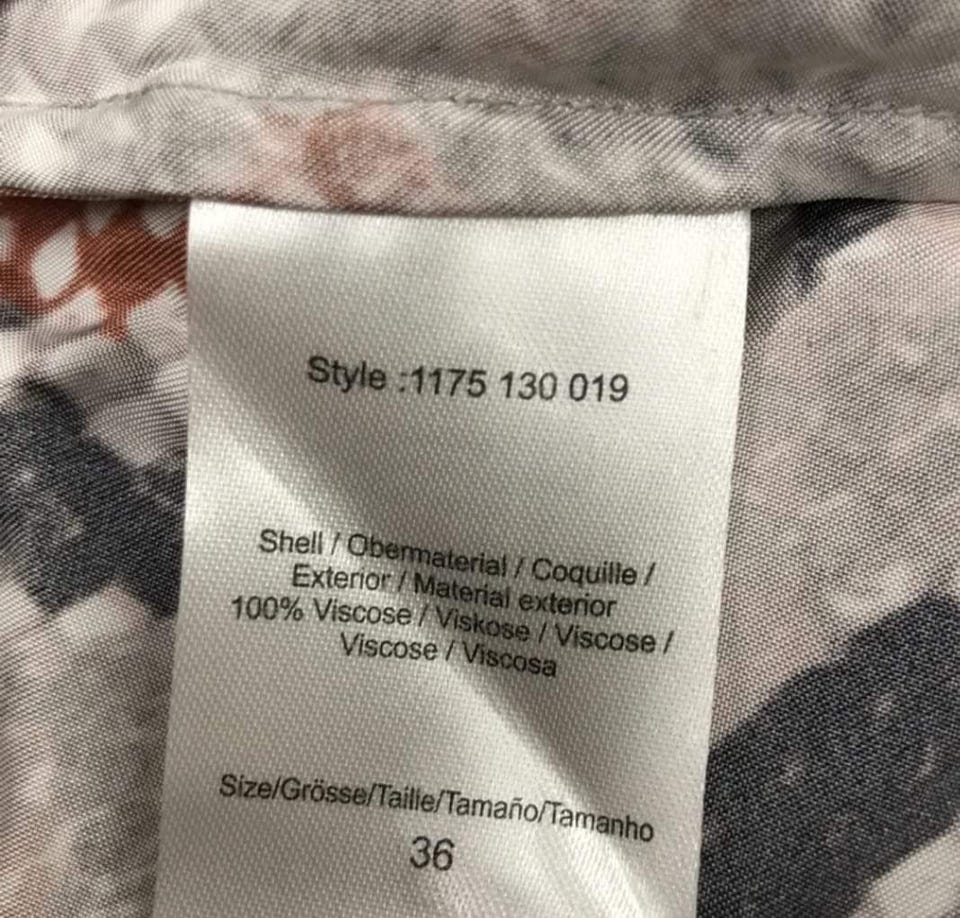 Style :1175 130 019
Shell / Obermaterial / Coquille /
Exterior / Material exterior
100% Viscose / Viskose / Viscose /
Viscose / Viscosa
Size/Grösse/Taille/Tamaño/Tamanho
36